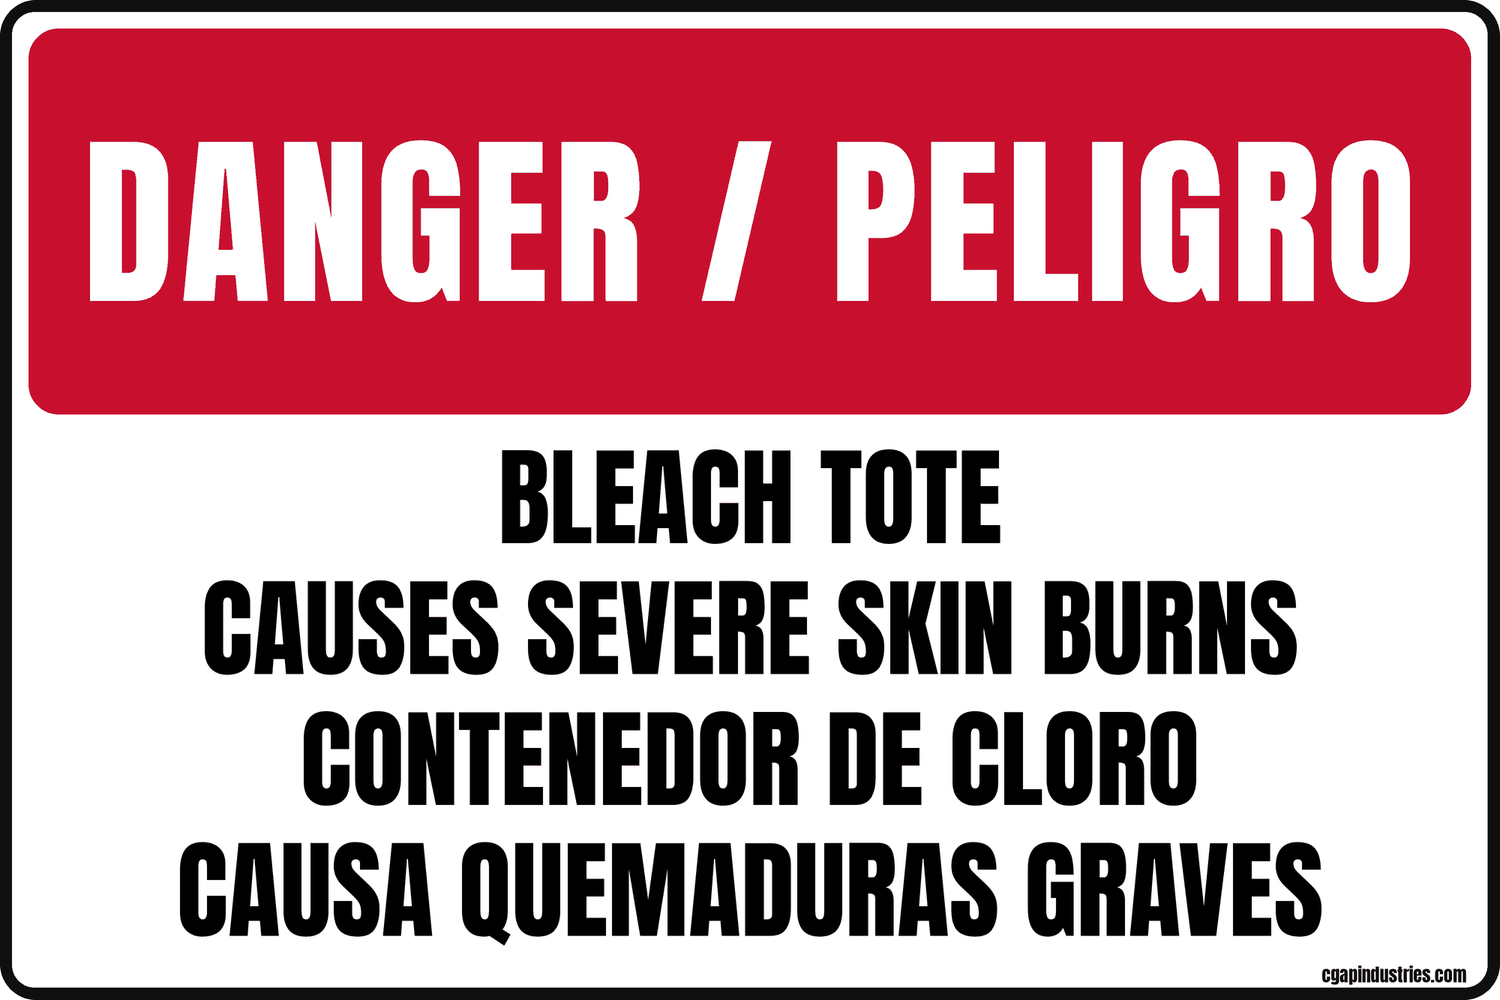 DANGER / PELIGRO
BLEACH TOTE
CAUSES SEVERE SKIN BURNS
CONTENEDOR DE CLORO
CAUSA QUEMADURAS GRAVES
cgapindustries.com